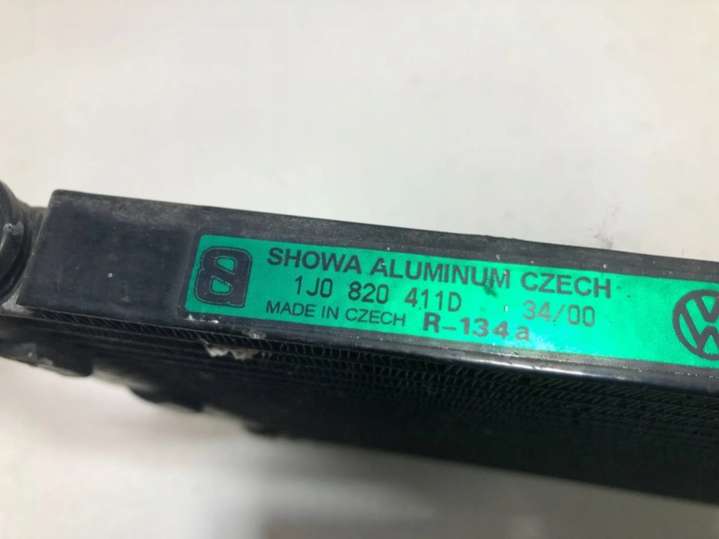 SHOWA ALUMINUM CZECH
1J0 820 411D 34/00
MADE IN CZECH R-134a